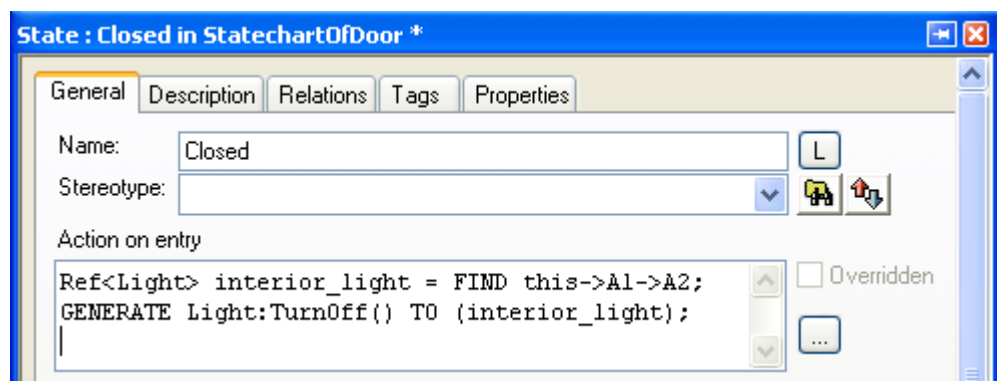 State : Closed in StatechartOfDoor *
General Description Relations Tags Properties
Name: Closed L
Stereotype:
Action on entry
Ref<Light> interior_light = FIND this->A1->A2;
GENERATE Light:TurnOff() TO (interior_light);
Overridden
...